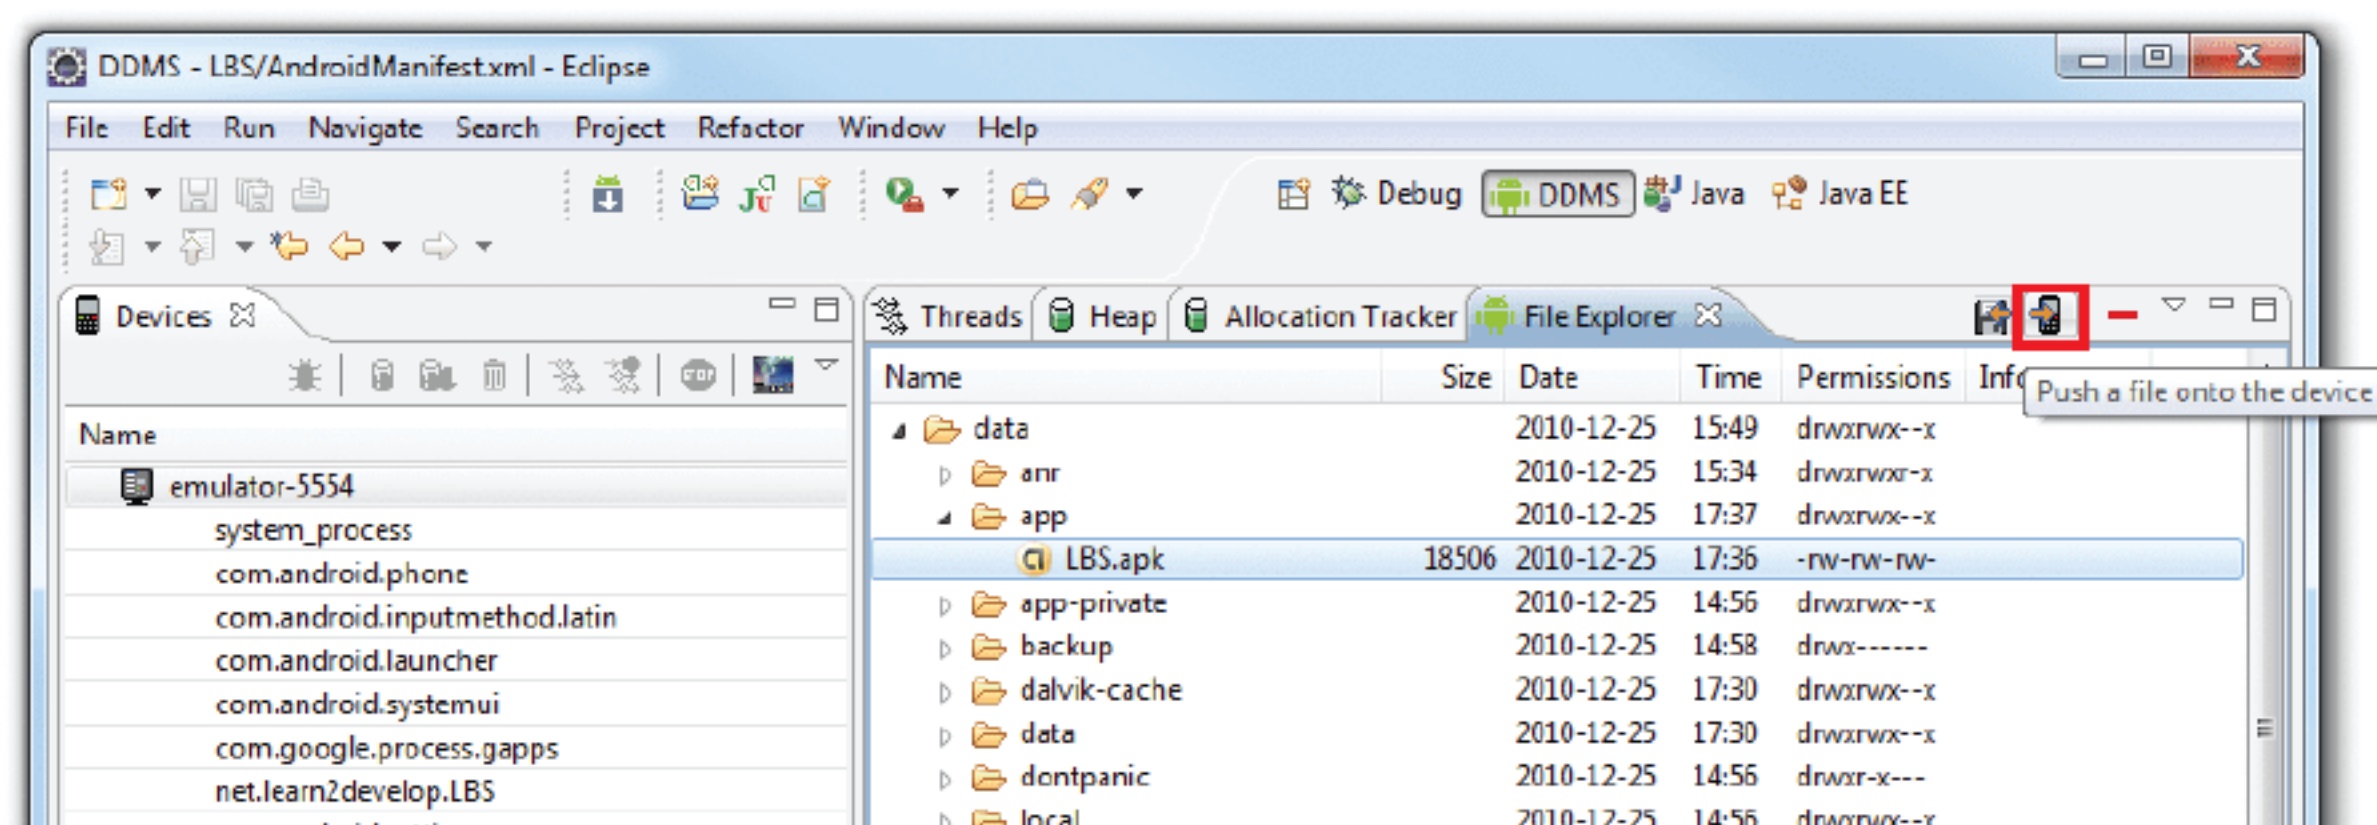 DDMS - LBS/AndroidManifest.xml - Eclipse
File Edit Run Navigate Search Project Refactor Window Help
Debug DDMS Java Java EE
Devices
Threads Heap Allocation Tracker File Explorer
Push a file onto the device
Name
emulator-5554
system_process
com.android.phone
com.android.inputmethod.latin
com.android.launcher
com.android.systemui
com.google.process.gapps
net.learn2develop.LBS
Name Size Date Time Permissions
data 2010-12-25 15:49 drwxrwx--x
anr 2010-12-25 15:34 drwxrwxr-x
app 2010-12-25 17:37 drwxrwx--x
LBS.apk 18506 2010-12-25 17:36 -rw-rw-rw-
app-private 2010-12-25 14:56 drwxrwx--x
backup 2010-12-25 14:58 drwx------
dalvik-cache 2010-12-25 17:30 drwxrwx--x
data 2010-12-25 17:30 drwxrwx--x
dontpanic 2010-12-25 14:56 drwxr-x---
local 2010-12-25 14:56 drwxrwx--x